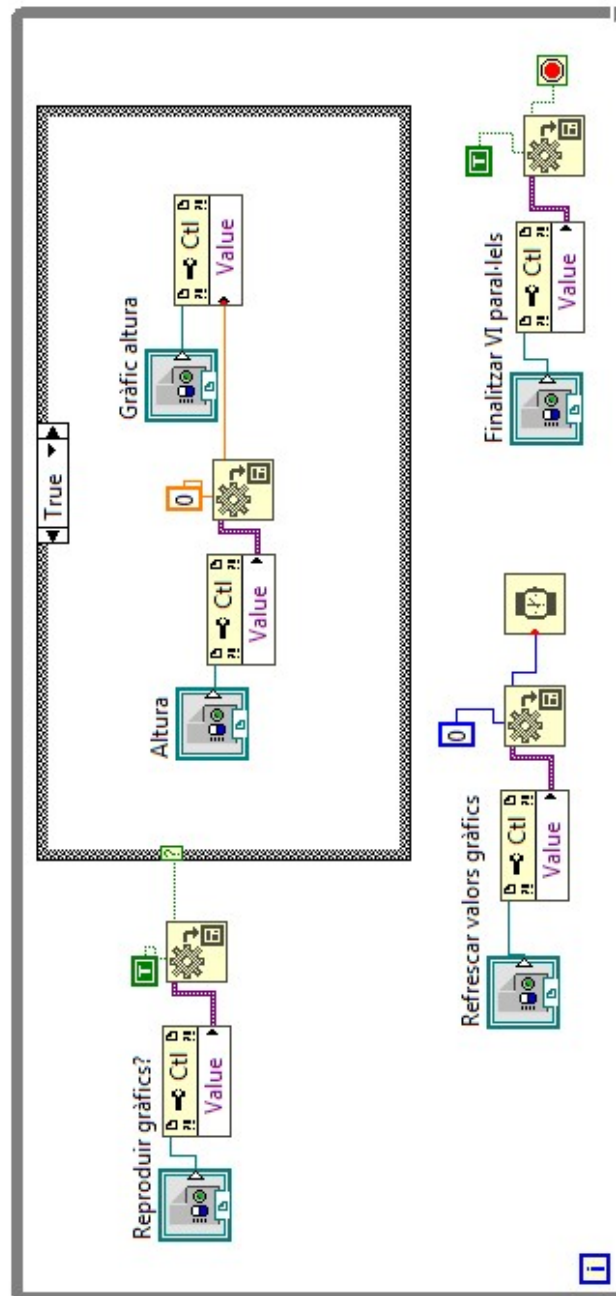 True
Gràfic altura
Ctl
Value
Altura
Ctl
Value
0
Reproduir gràfics?
Ctl
Value
T
?
Refrescar valors gràfics
Ctl
Value
0
Finalitzar VI paral·lels
Ctl
Value
T
i